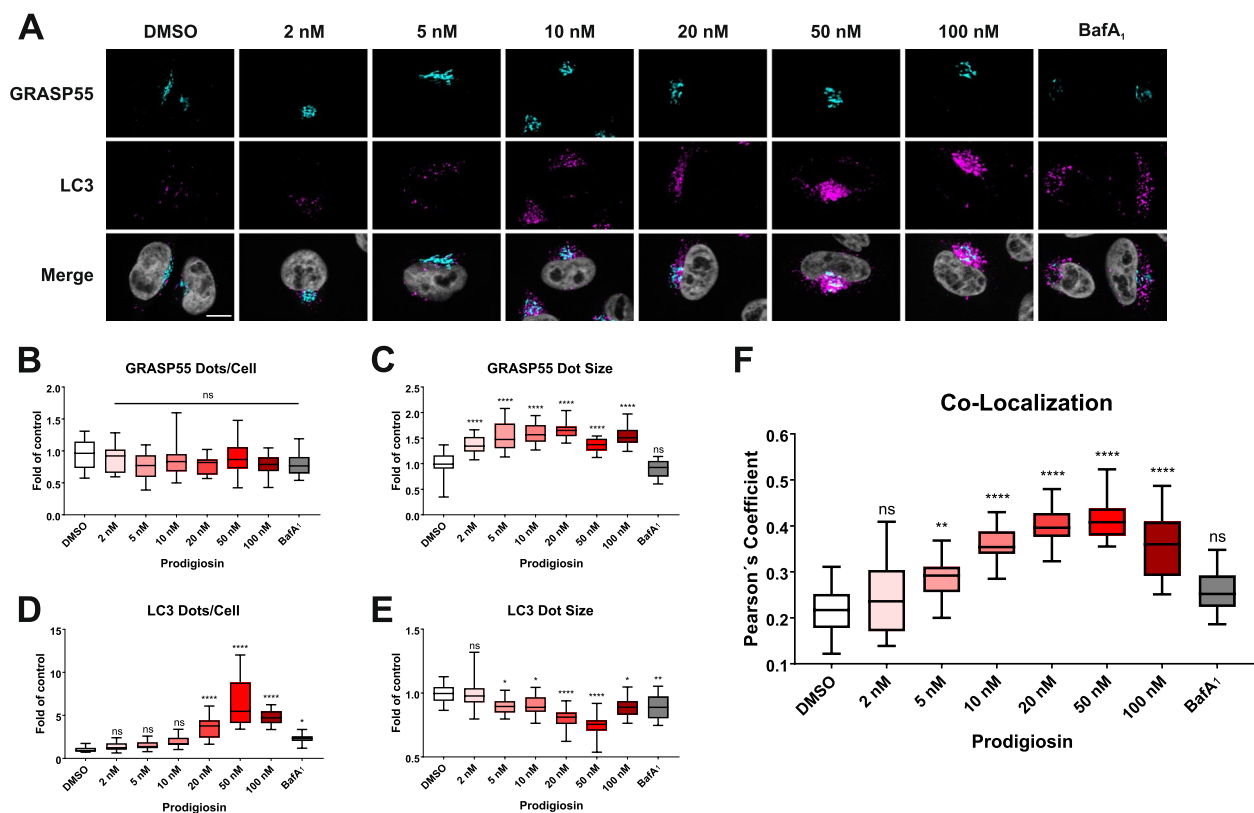 A
DMSO 2 nM 5 nM 10 nM 20 nM 50 nM 100 nM BafA₁
GRASP55
LC3
Merge
B
GRASP55 Dots/Cell
Fold of control
2.0
1.5
1.0
0.5
0.0
ns
DMSO 2 nM 5 nM 10 nM 20 nM 50 nM 100 nM BafA₁
Prodigiosin
C
GRASP55 Dot Size
Fold of control
2.5
2.0
1.5
1.0
0.5
0.0
**** **** **** **** **** **** ns
DMSO 2 nM 5 nM 10 nM 20 nM 50 nM 100 nM BafA₁
Prodigiosin
D
LC3 Dots/Cell
Fold of control
15
10
5
0
ns ns ns **** **** **** *
DMSO 2 nM 5 nM 10 nM 20 nM 50 nM 100 nM BafA₁
Prodigiosin
E
LC3 Dot Size
Fold of control
1.5
1.0
0.5
ns * * **** **** * **
DMSO 2 nM 5 nM 10 nM 20 nM 50 nM 100 nM BafA₁
Prodigiosin
F
Co-Localization
Pearson´s Coefficient
0.6
0.5
0.4
0.3
0.2
0.1
ns ** **** **** **** **** ns
DMSO 2 nM 5 nM 10 nM 20 nM 50 nM 100 nM BafA₁
Prodigiosin